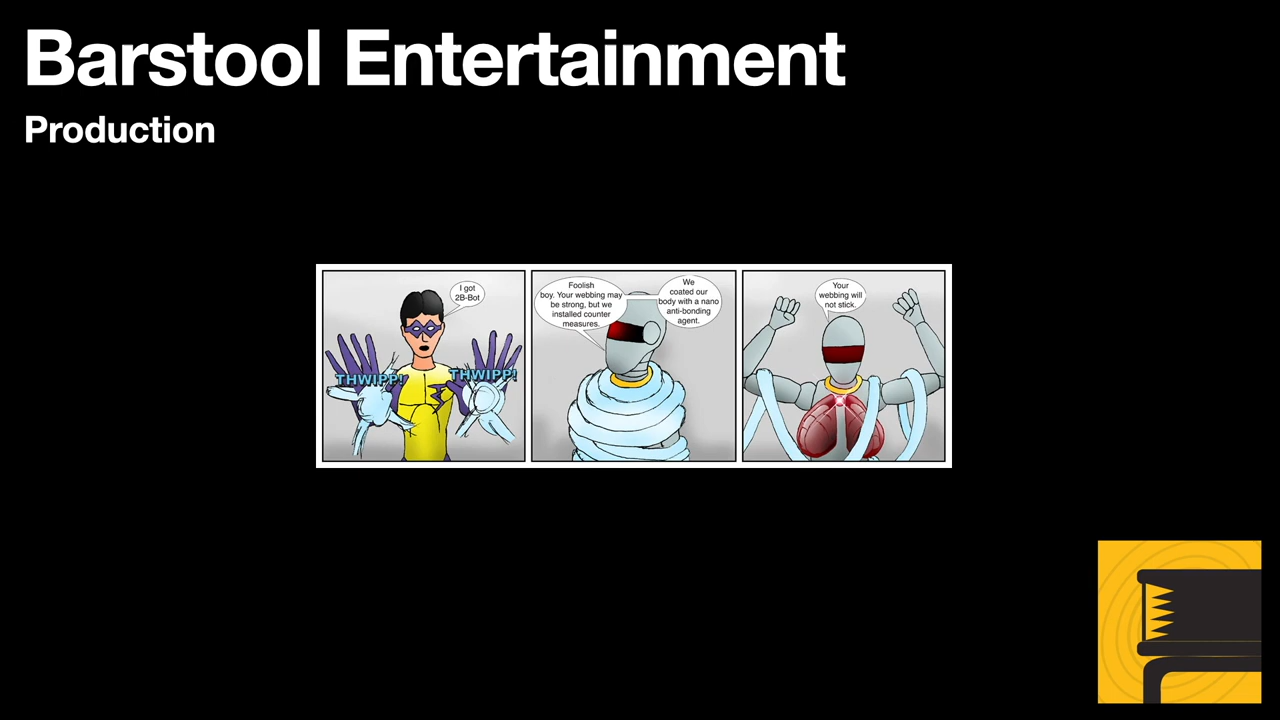 Barstool Entertainment
Production
I got
2B-Bot
THWIPP!
THWIPP!
Foolish
boy. Your webbing may
be strong, but we
installed counter
measures.
We
coated our
body with a nano
anti-bonding
agent.
Your
webbing will
not stick.